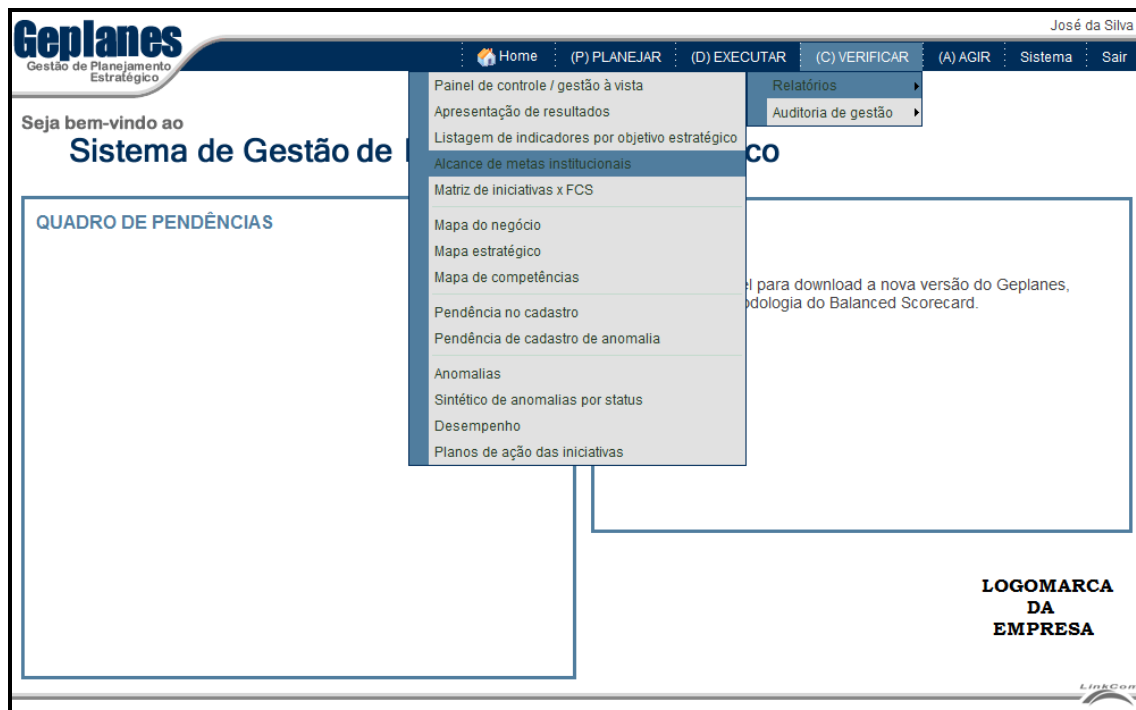 José da Silva
Geplanes
Gestão de Planejamento
Estratégico
Home (P) PLANEJAR (D) EXECUTAR (C) VERIFICAR (A) AGIR Sistema Sair
Relatórios
Auditoria de gestão
Painel de controle / gestão à vista
Apresentação de resultados
Listagem de indicadores por objetivo estratégico
Alcance de metas institucionais
Matriz de iniciativas x FCS
Mapa do negócio
Mapa estratégico
Mapa de competências
Pendência no cadastro
Pendência de cadastro de anomalia
Anomalias
Sintético de anomalias por status
Desempenho
Planos de ação das iniciativas
Seja bem-vindo ao
Sistema de Gestão de
co
QUADRO DE PENDÊNCIAS
el para download a nova versão do Geplanes,
odologia do Balanced Scorecard.
LOGOMARCA
DA
EMPRESA
LinkCom